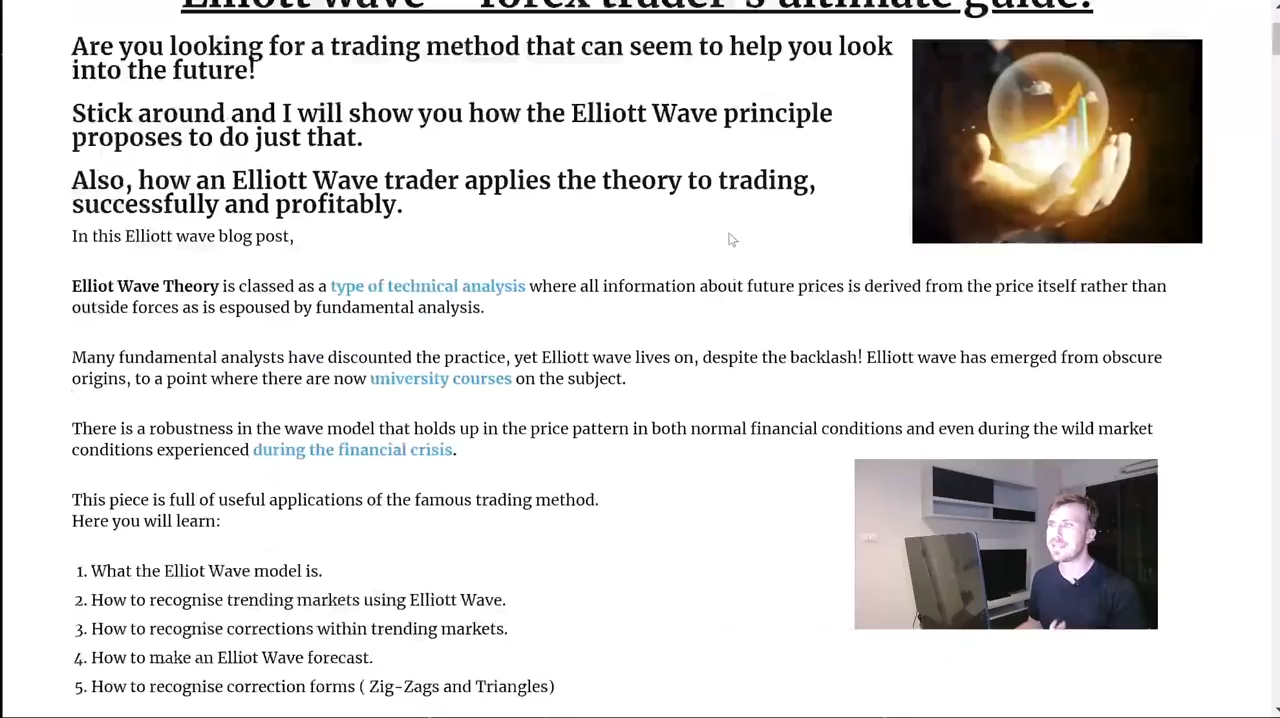 Elliott wave – forex trader's ultimate guide!
Are you looking for a trading method that can seem to help you look
into the future!
Stick around and I will show you how the Elliott Wave principle
proposes to do just that.
Also, how an Elliott Wave trader applies the theory to trading,
successfully and profitably.
In this Elliott wave blog post,
Elliot Wave Theory is classed as a type of technical analysis where all information about future prices is derived from the price itself rather than
outside forces as is espoused by fundamental analysis.
Many fundamental analysts have discounted the practice, yet Elliott wave lives on, despite the backlash! Elliott wave has emerged from obscure
origins, to a point where there are now university courses on the subject.
There is a robustness in the wave model that holds up in the price pattern in both normal financial conditions and even during the wild market
conditions experienced during the financial crisis.
This piece is full of useful applications of the famous trading method.
Here you will learn:
1. What the Elliot Wave model is.
2. How to recognise trending markets using Elliott Wave.
3. How to recognise corrections within trending markets.
4. How to make an Elliot Wave forecast.
5. How to recognise correction forms ( Zig-Zags and Triangles)